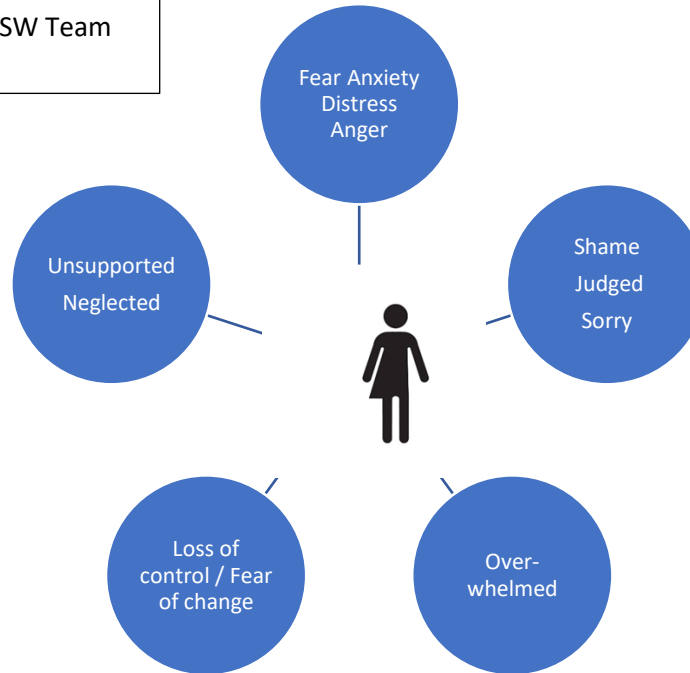 SW Team
Fear Anxiety
Distress
Anger
Unsupported
Neglected
Shame
Judged
Sorry
Loss of
control / Fear
of change
Over-
whelmed